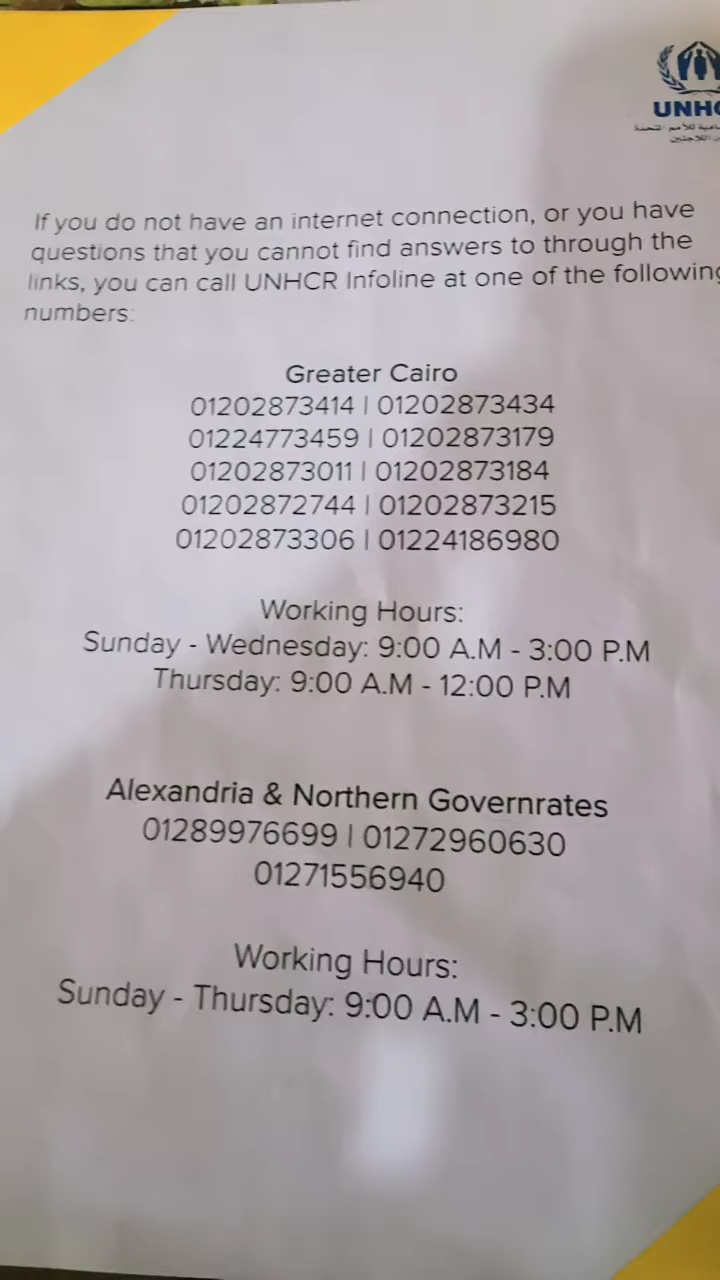 UNHC
If you do not have an internet connection, or you have
questions that you cannot find answers to through the
links, you can call UNHCR Infoline at one of the following
numbers:
Greater Cairo
01202873414 | 01202873434
01224773459 | 01202873179
01202873011 | 01202873184
01202872744 | 01202873215
01202873306 | 01224186980
Working Hours:
Sunday - Wednesday: 9:00 A.M - 3:00 P.M
Thursday: 9:00 A.M - 12:00 P.M
Alexandria & Northern Governrates
01289976699 | 01272960630
01271556940
Working Hours:
Sunday - Thursday: 9:00 A.M - 3:00 P.M